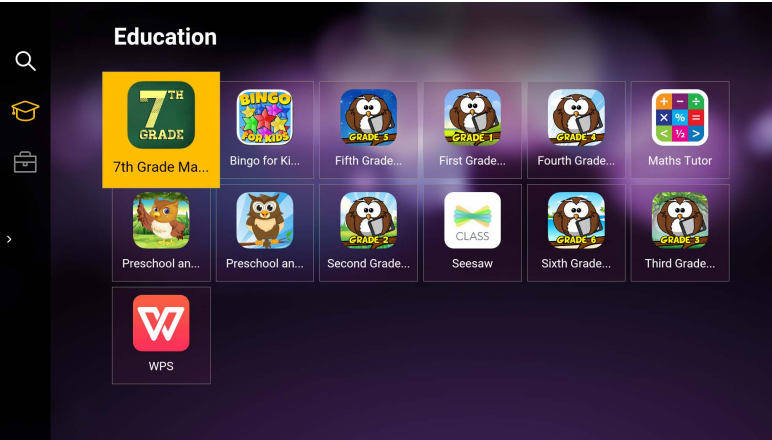 Education
7TH
GRADE
BINGO
FOR KIDS
GRADE 5
GRADE 1
GRADE 4
+ − ÷
× % =
< ½ >
7th Grade Ma...
Bingo for Ki...
Fifth Grade...
First Grade...
Fourth Grade...
Maths Tutor
GRADE 2
CLASS
GRADE 6
GRADE 3
Preschool an...
Preschool an...
Second Grade...
Seesaw
Sixth Grade...
Third Grade...
W
WPS